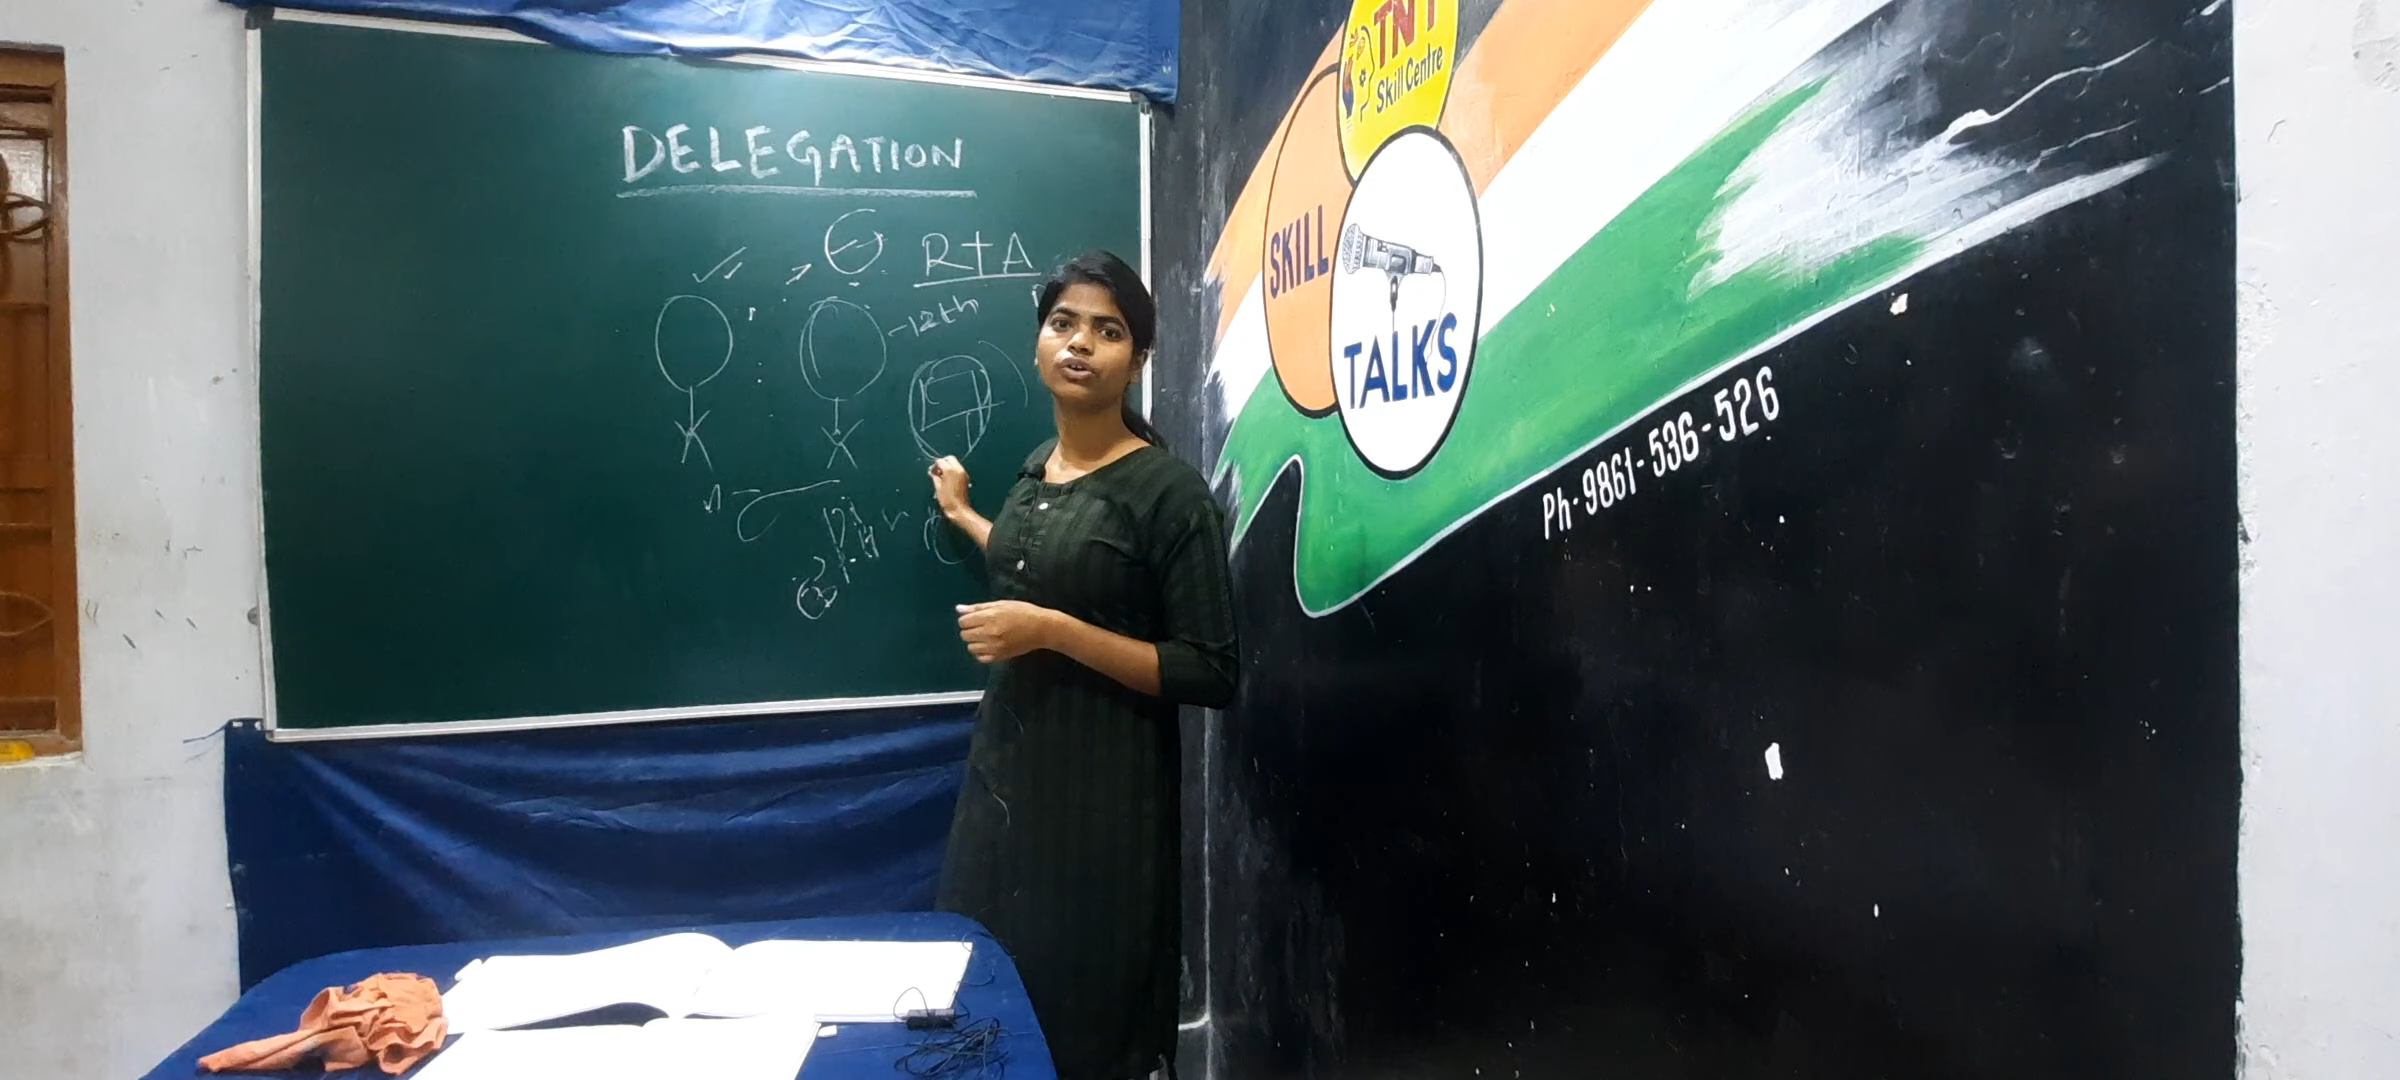 DELEGATION
R+A
-12th
TNT
Skill Centre
SKILL
TALKS
Ph-9861-536-526